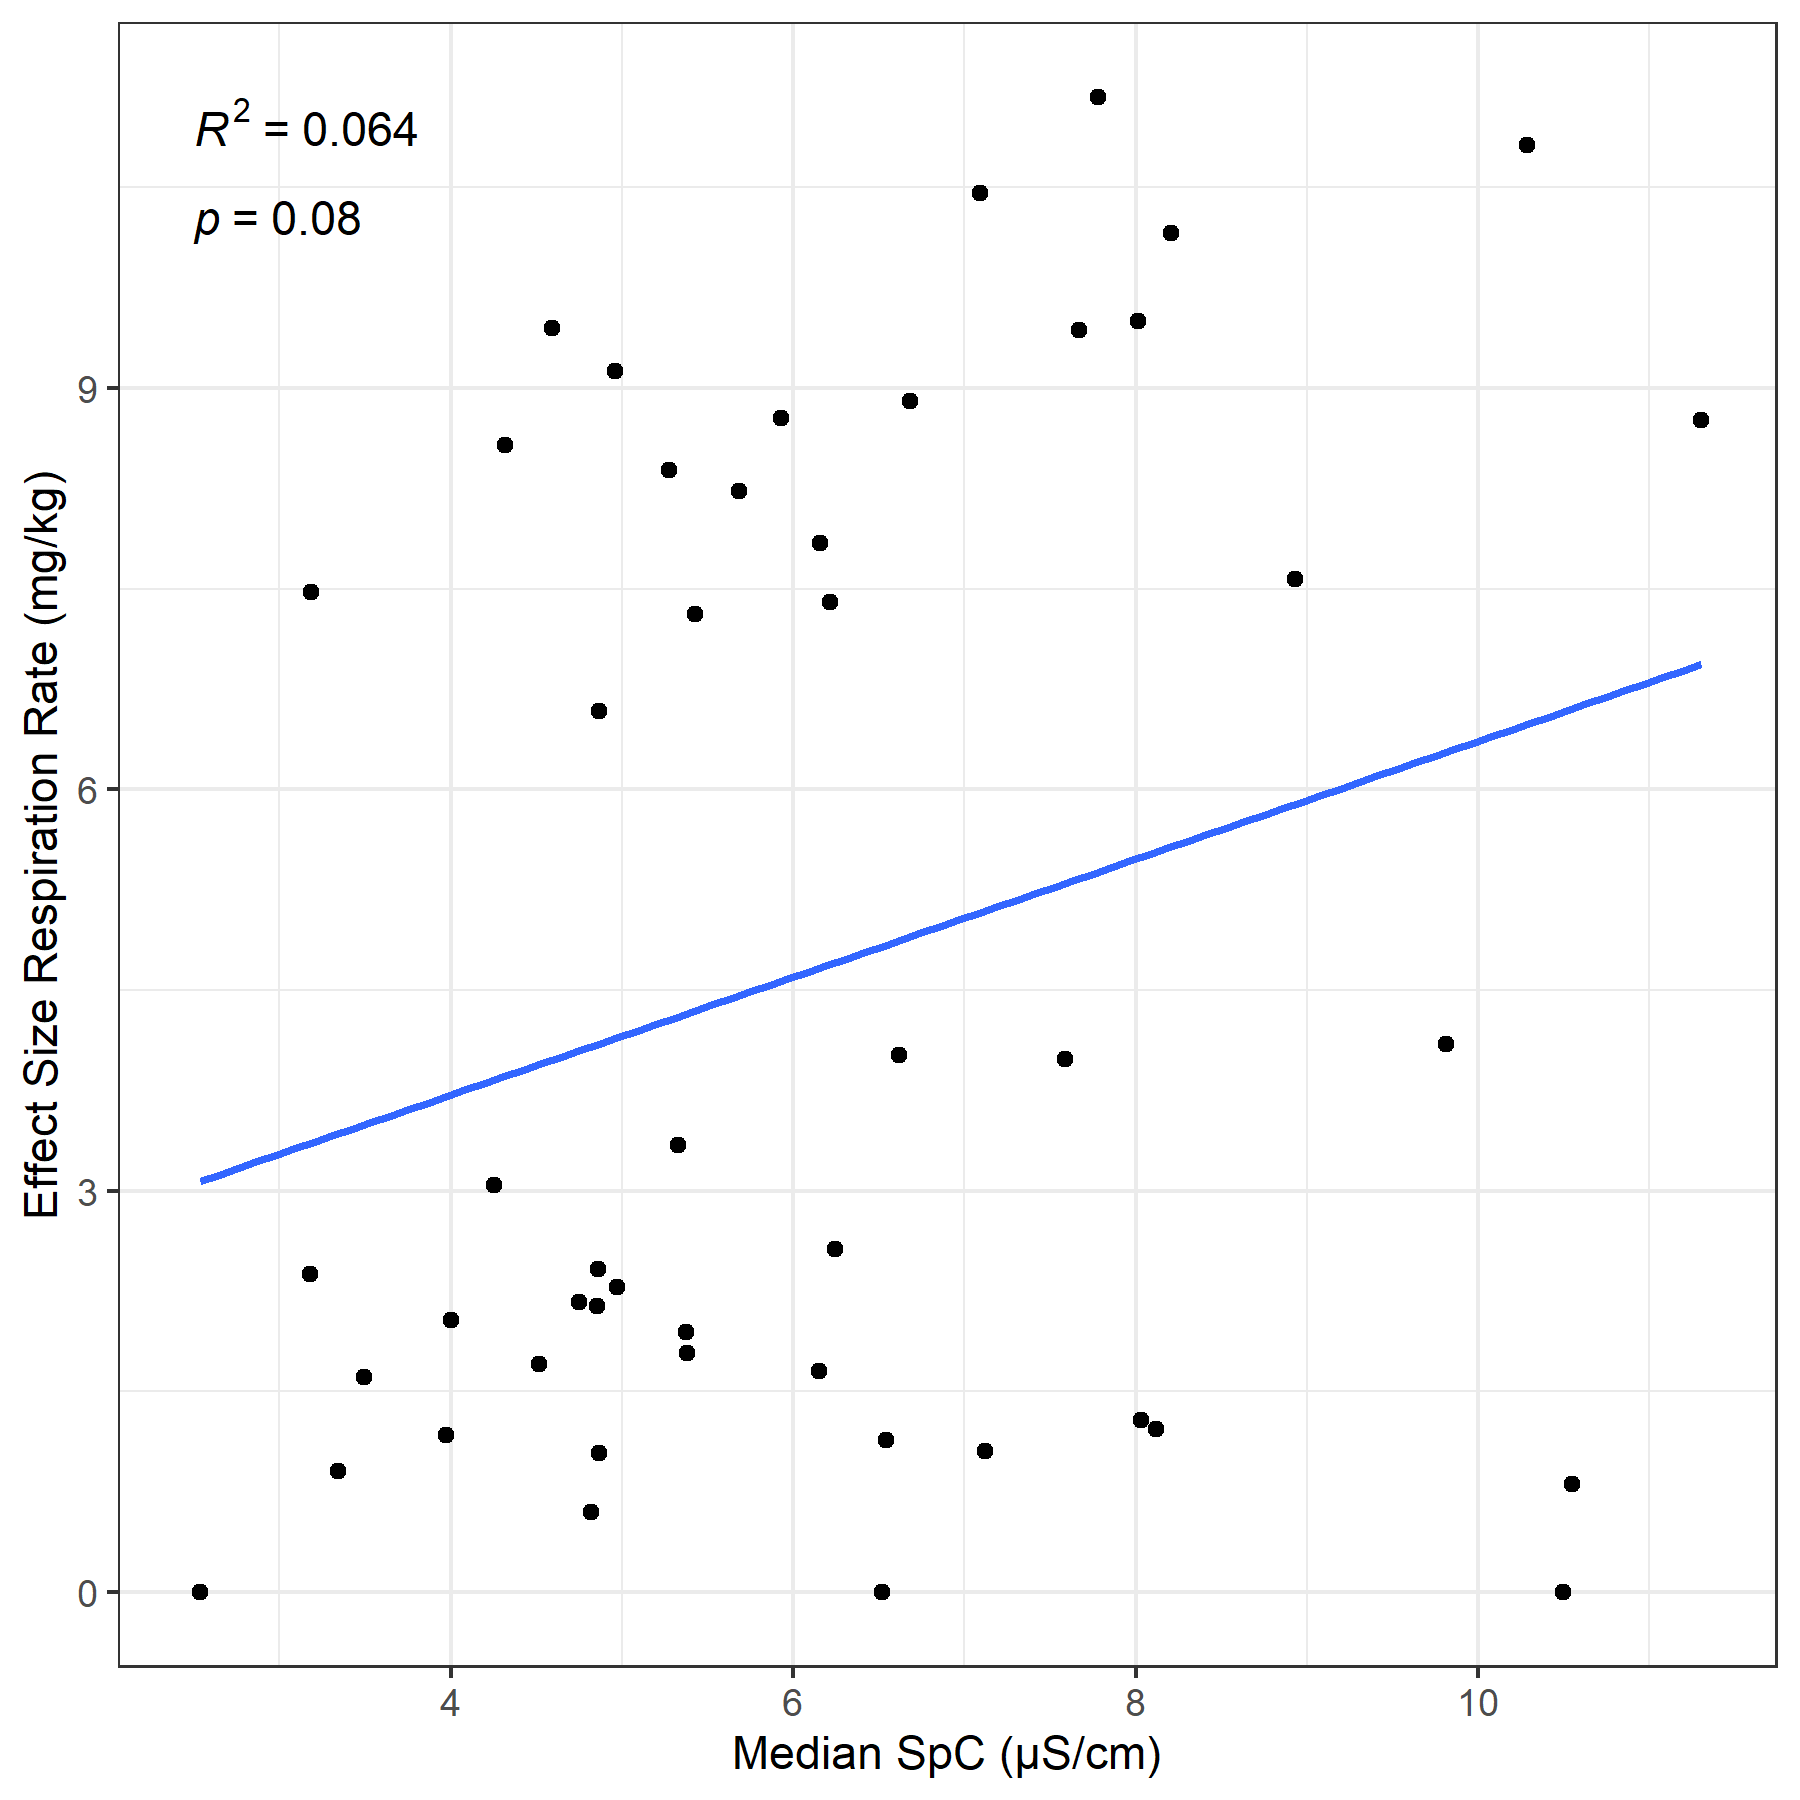 R² = 0.064
p = 0.08
Effect Size Respiration Rate (mg/kg)
9
6
3
0
4 6 8 10
Median SpC (µS/cm)